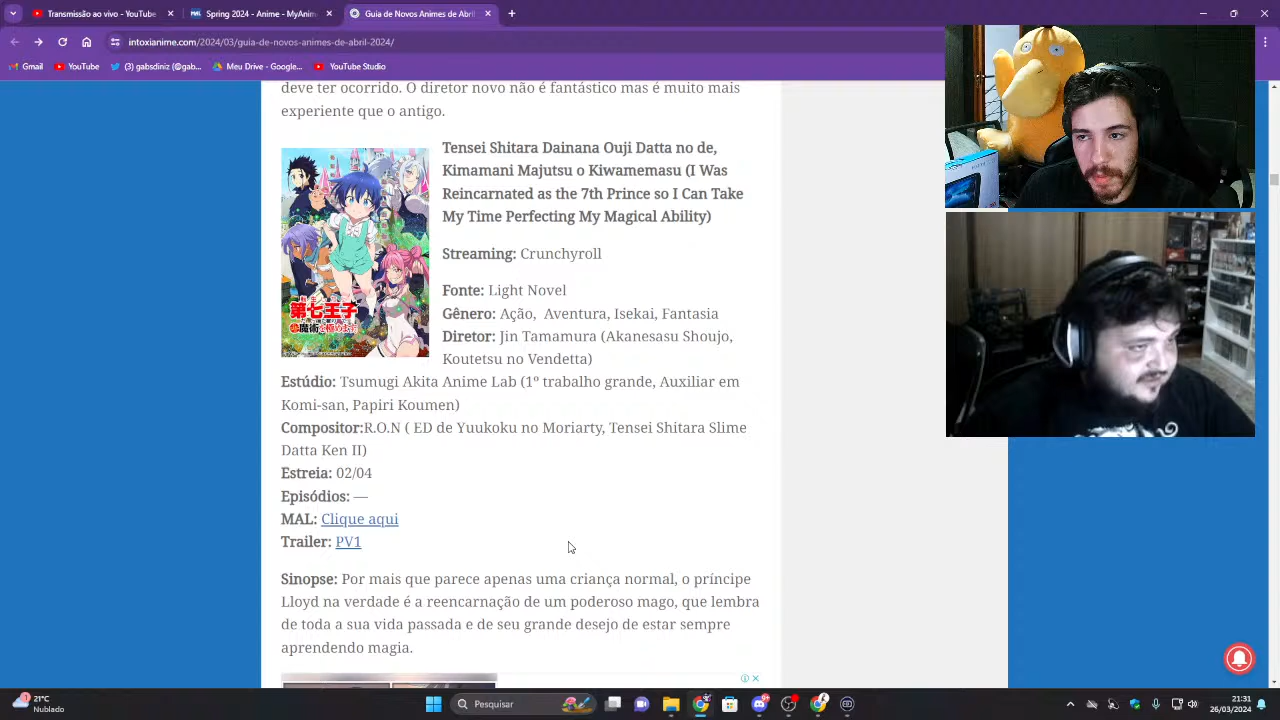 YouTube
SPRING 2024 - Anime
Guia de Novos Animes de Abril
intoxianime.com/2024/03/guia-de-novos-animes-de-abril-2024/
Gmail
YouTube
(3) gabsdiniz (@gab...
Meu Drive - Google...
YouTube Studio
deve ter ocorrido. O diretor novo não é fantástico mas é muito mais
experiente que o antigo.
Tensei Shitara Dainana Ouji Datta no de,
Kimamani Majutsu o Kiwamemasu (I Was
Reincarnated as the 7th Prince so I Can Take
My Time Perfecting My Magical Ability)
Streaming: Crunchyroll
Fonte: Light Novel
Gênero: Ação,  Aventura, Isekai, Fantasia
Diretor: Jin Tamamura (Akanesasu Shoujo,
Koutetsu no Vendetta)
第七王子
Estúdio: Tsumugi Akita Anime Lab (1º trabalho grande, Auxiliar em
Komi-san, Papiri Koumen)
Compositor:R.O.N ( ED de Yuukoku no Moriarty, Tensei Shitara Slime
Datta Ken II)
Estreia: 02/04
Episódios: —
MAL: Clique aqui
Trailer: PV1
Sinopse: Por mais que parece apenas uma criança normal, o príncipe
Lloyd na verdade é a reencarnação de um poderoso mago, que lembra
de toda a sua vida passada e de seu grande desejo de estar sempre
aprendendo magia.
21°C
Nublado
Pesquisar
21:31
26/03/2024